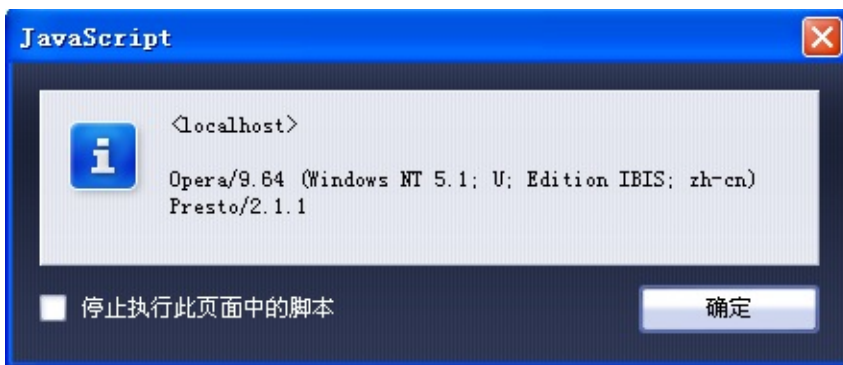 JavaScript
<localhost>
Opera/9.64 (Windows NT 5.1; U; Edition IBIS; zh-cn)
Presto/2.1.1
停止执行此页面中的脚本
确定